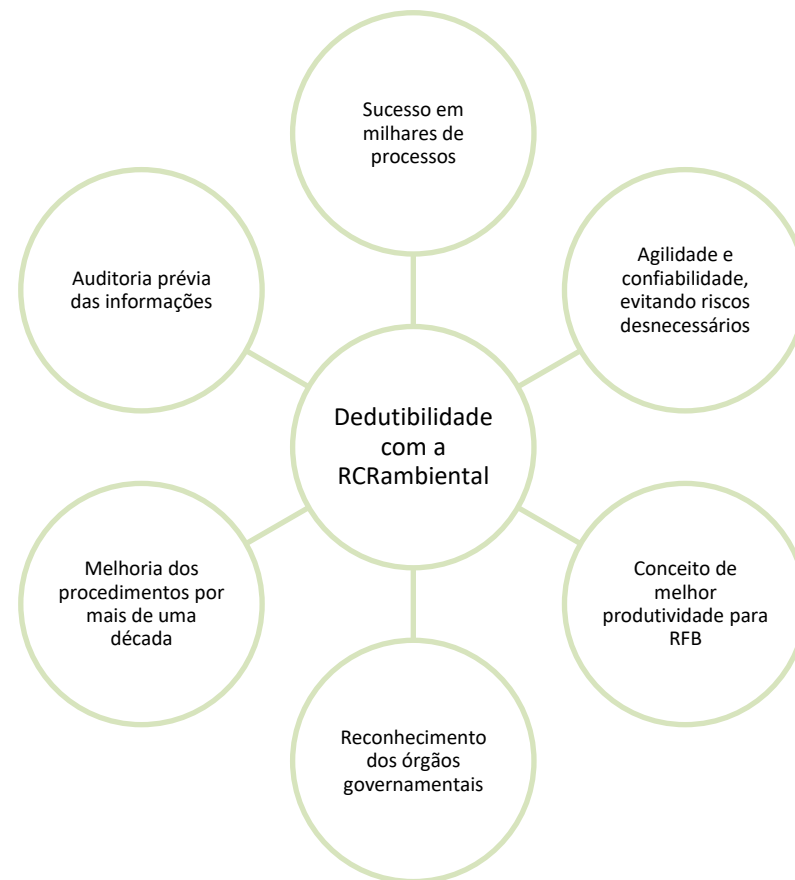 Sucesso em
milhares de
processos
Agilidade e
confiabilidade,
evitando riscos
desnecessários
Conceito de
melhor
produtividade para
RFB
Reconhecimento
dos órgãos
governamentais
Melhoria dos
procedimentos por
mais de uma
década
Auditoria prévia
das informações
Dedutibilidade
com a
RCRambiental